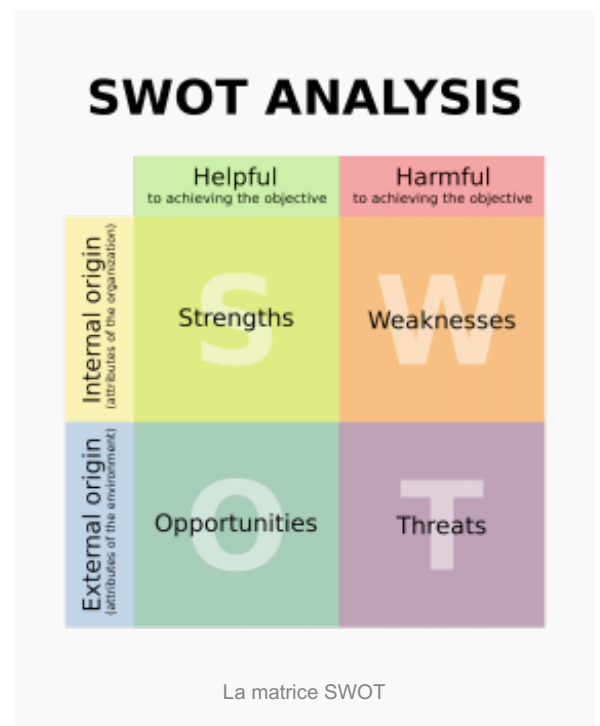 SWOT ANALYSIS
Helpful
to achieving the objective
Harmful
to achieving the objective
Internal origin
(attributes of the organization)
S
Strengths
W
Weaknesses
External origin
(attributes of the environment)
O
Opportunities
T
Threats
La matrice SWOT